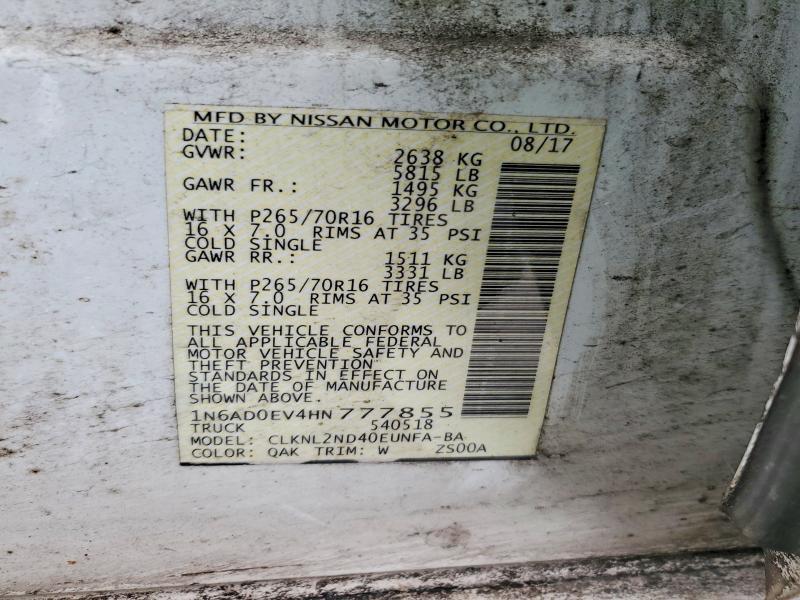 MFD BY NISSAN MOTOR CO., LTD.
DATE: 08/17
GVWR: 2638 KG
5815 LB
GAWR FR.: 1495 KG
3296 LB
WITH P265/70R16 TIRES
16 X 7.0 RIMS AT 35 PSI
COLD SINGLE
GAWR RR.: 1511 KG
3331 LB
WITH P265/70R16 TIRES
16 X 7.0 RIMS AT 35 PSI
COLD SINGLE
THIS VEHICLE CONFORMS TO
ALL APPLICABLE FEDERAL
MOTOR VEHICLE SAFETY AND
THEFT PREVENTION
STANDARDS IN EFFECT ON
THE DATE OF MANUFACTURE
SHOWN ABOVE.
1N6AD0EV4HN777855
TRUCK 540518
MODEL: CLKNL2ND40EUNFA-BA
COLOR: QAK TRIM: W ZS00A